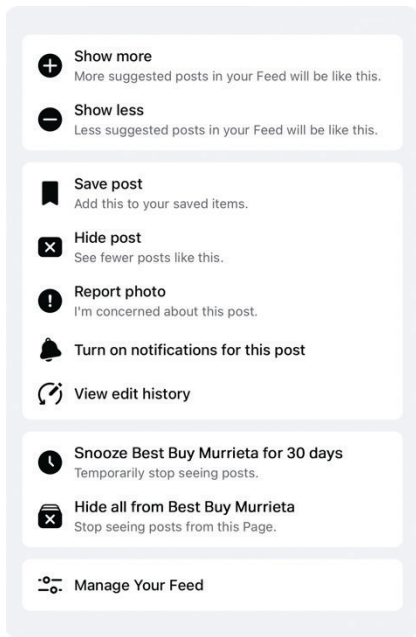 Show more
More suggested posts in your Feed will be like this.
Show less
Less suggested posts in your Feed will be like this.
Save post
Add this to your saved items.
Hide post
See fewer posts like this.
Report photo
I'm concerned about this post.
Turn on notifications for this post
View edit history
Snooze Best Buy Murrieta for 30 days
Temporarily stop seeing posts.
Hide all from Best Buy Murrieta
Stop seeing posts from this Page.
Manage Your Feed